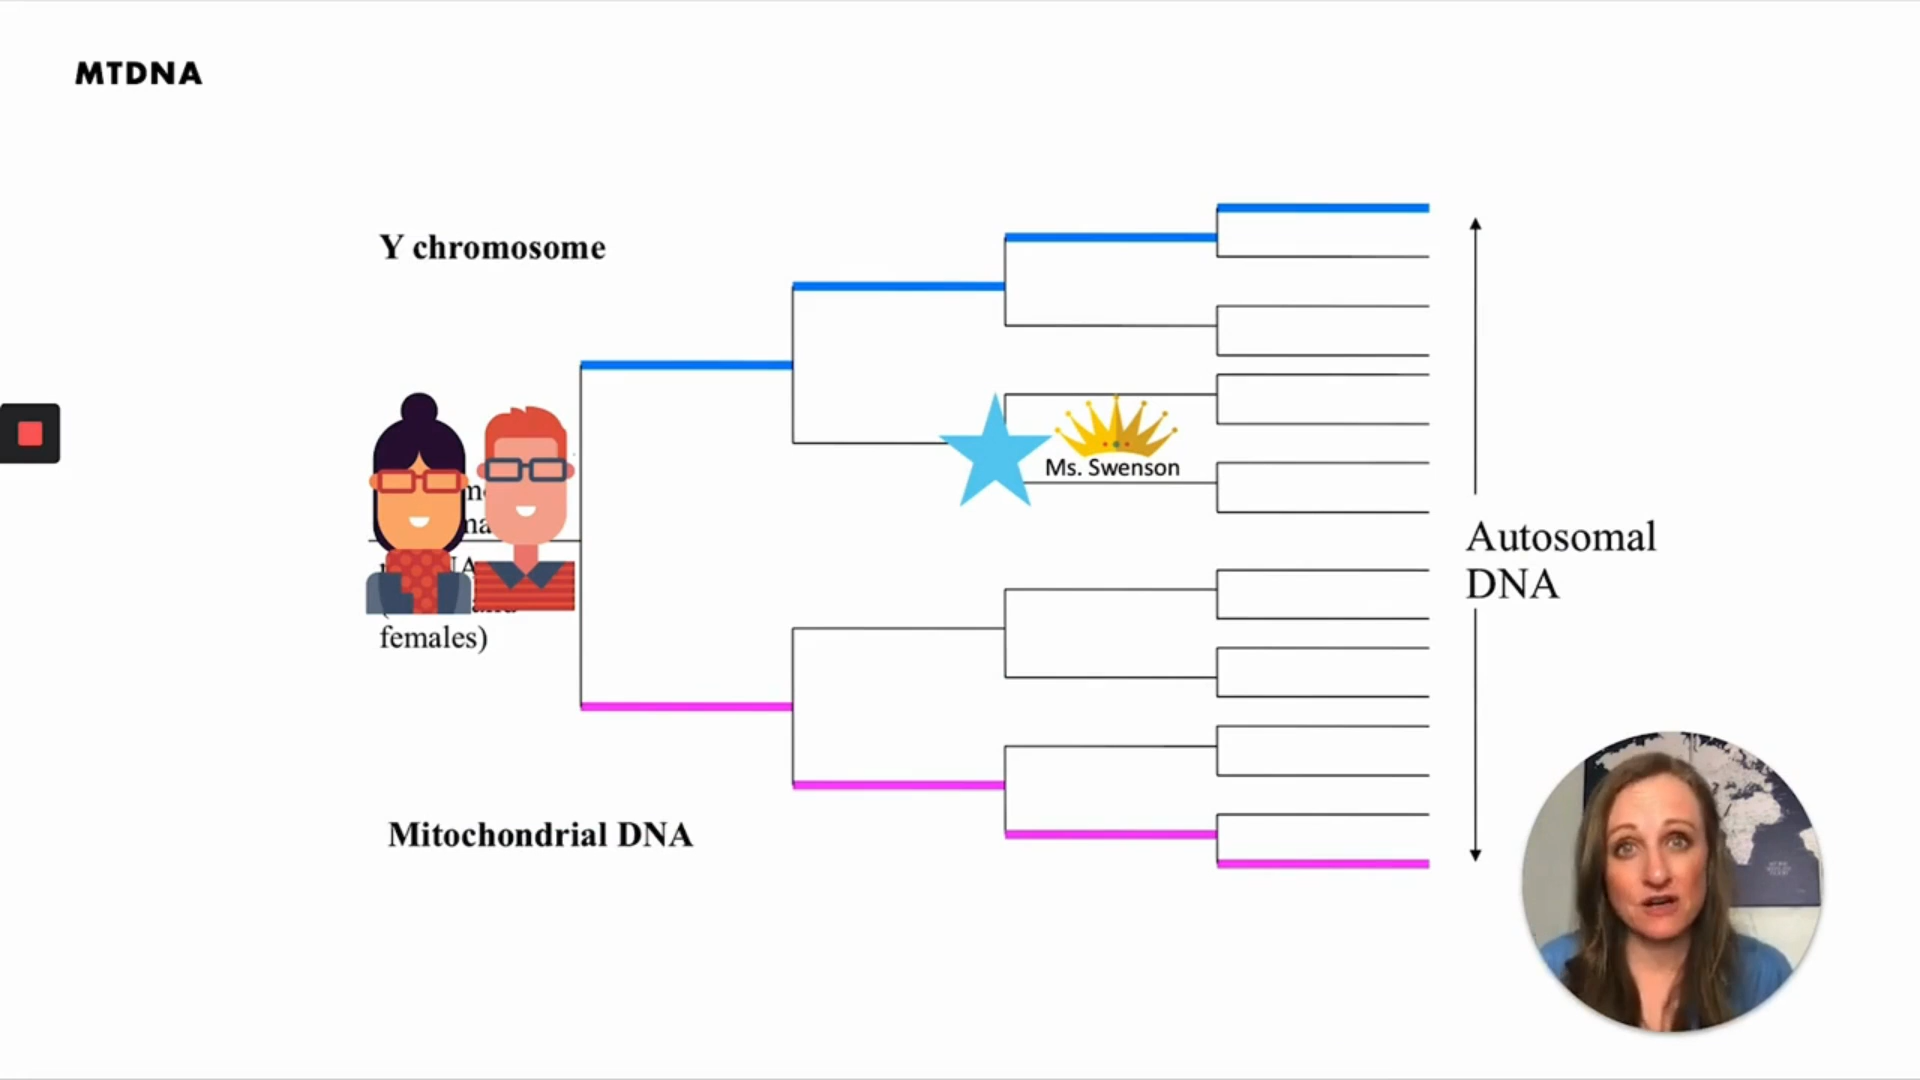 MTDNA
Y chromosome
Ms. Swenson
Autosomal
DNA
females)
Mitochondrial DNA